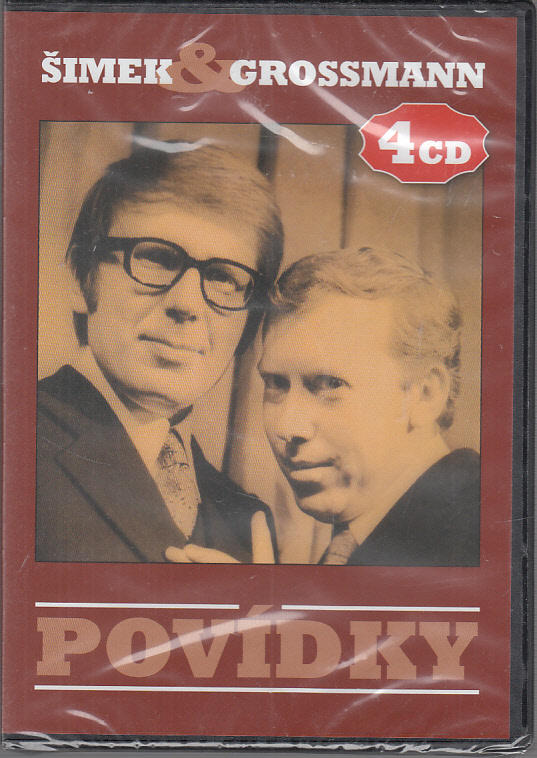 ŠIMEK & GROSSMANN
4CD
POVÍDKY